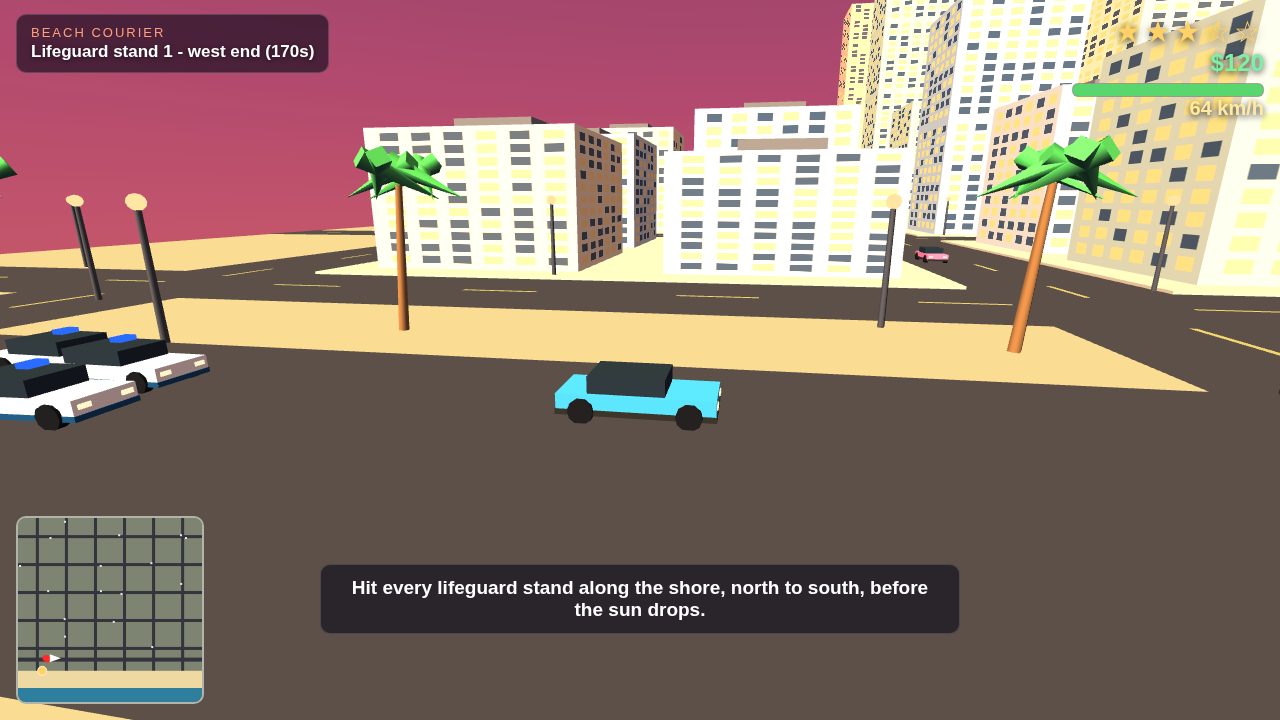 BEACH COURIER
Lifeguard stand 1 - west end (170s)
★ ★ ★ ☆ ☆
$120
64 km/h
Hit every lifeguard stand along the shore, north to south, before
the sun drops.